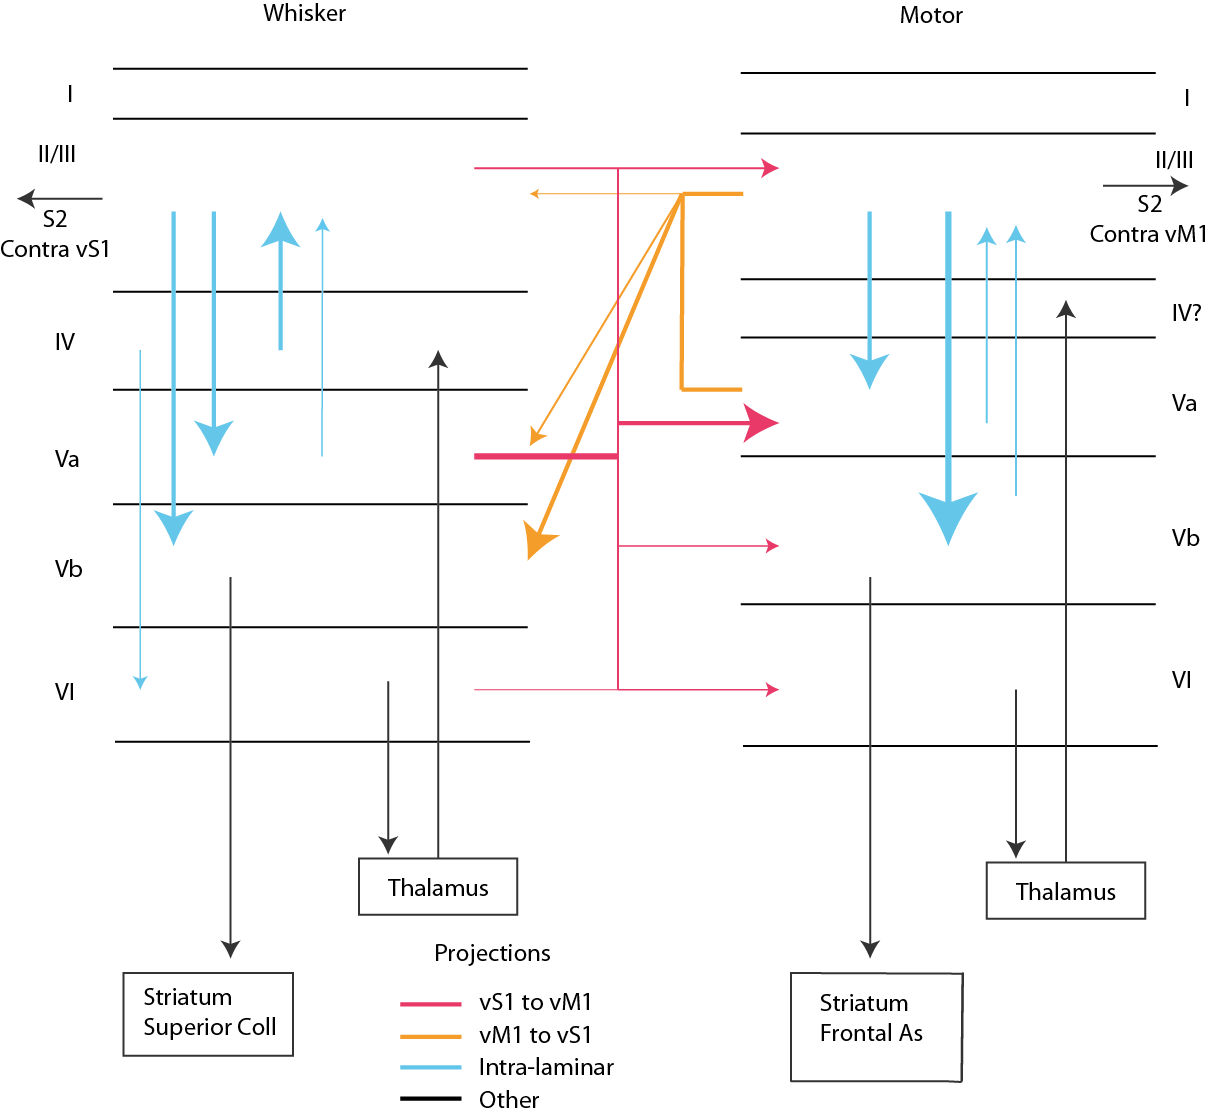 Whisker
Motor
I
I
II/III
II/III
S2
Contra vS1
S2
Contra vM1
IV
IV?
Va
Va
Vb
Vb
VI
VI
Thalamus
Thalamus
Striatum
Superior Coll
Striatum
Frontal As
Projections
vS1 to vM1
vM1 to vS1
Intra-laminar
Other